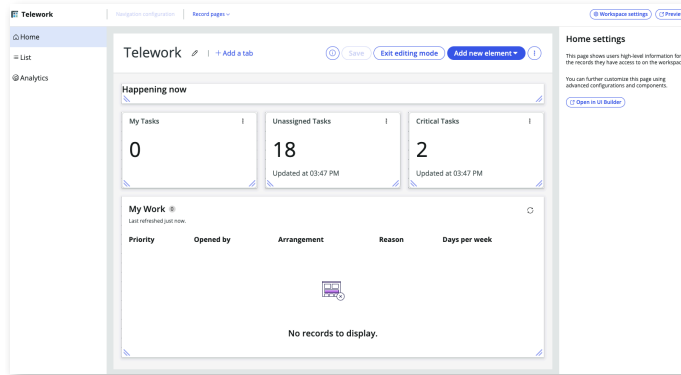 Telework
Navigation configuration
Record pages
Workspace settings
Preview
Home
List
Analytics
Telework
+ Add a tab
Save
Exit editing mode
Add new element
Happening now
My Tasks
0
Unassigned Tasks
18
Updated at 03:47 PM
Critical Tasks
2
Updated at 03:47 PM
My Work 0
Last refreshed just now.
Priority Opened by Arrangement Reason Days per week
No records to display.
Home settings
This page shows users high-level information for
the records they have access to on the workspac
You can further customize this page using
advanced configurations and components.
Open in UI Builder